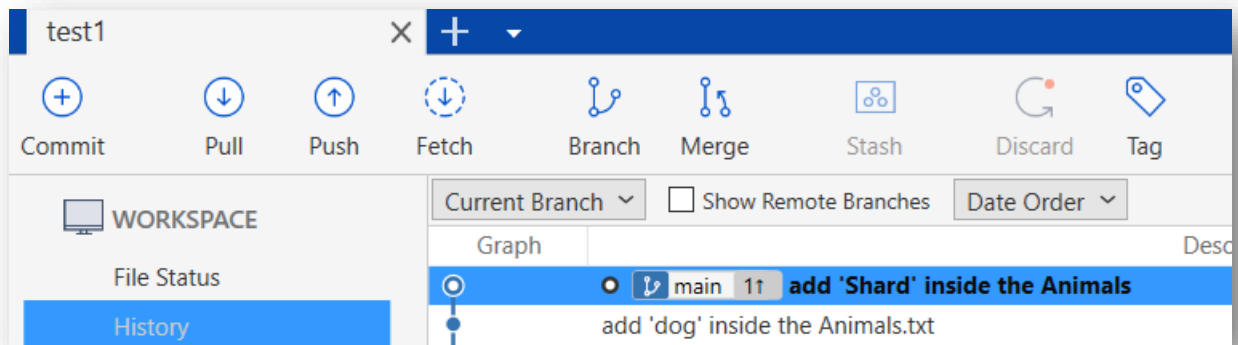 test1
Commit Pull Push Fetch Branch Merge Stash Discard Tag
WORKSPACE
Current Branch Show Remote Branches Date Order
Graph Desc
File Status
main 1↑ add 'Shard' inside the Animals
History
add 'dog' inside the Animals.txt